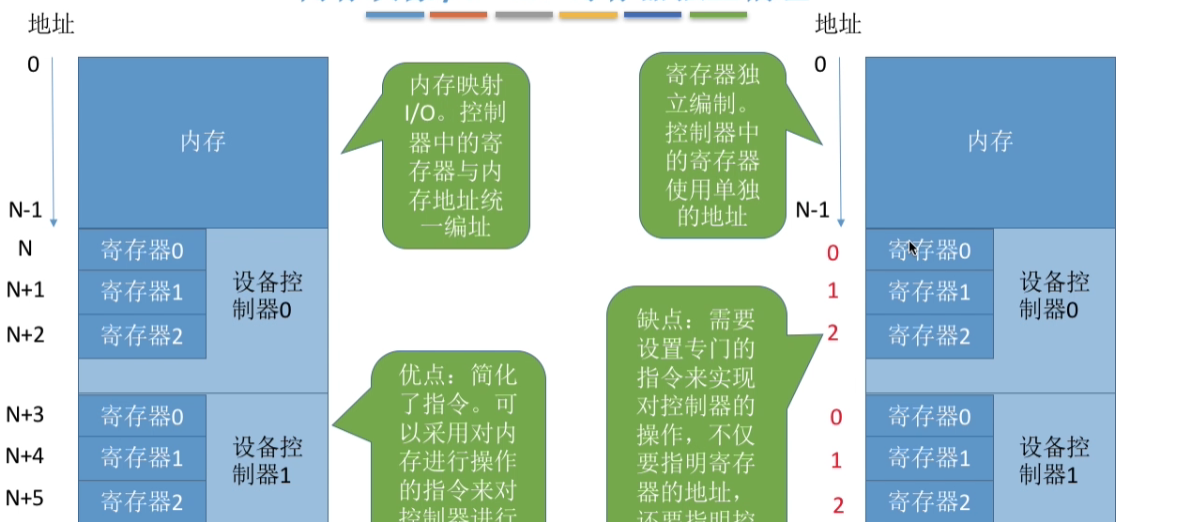 地址
0
内存
N-1
N
寄存器0
N+1
寄存器1
设备控
制器0
N+2
寄存器2
N+3
寄存器0
N+4
寄存器1
设备控
制器1
N+5
寄存器2
内存映射
I/O。控制
器中的寄
存器与内
存地址统
一编址
优点：简化
了指令。可
以采用对内
存进行操作
的指令来对
控制器进行
寄存器独
立编制。
控制器中
的寄存器
使用单独
的地址
缺点：需要
设置专门的
指令来实现
对控制器的
操作，不仅
要指明寄存
器的地址，
还要指明控
地址
0
内存
N-1
0
寄存器0
1
寄存器1
设备控
制器0
2
寄存器2
0
寄存器0
1
寄存器1
设备控
制器1
2
寄存器2